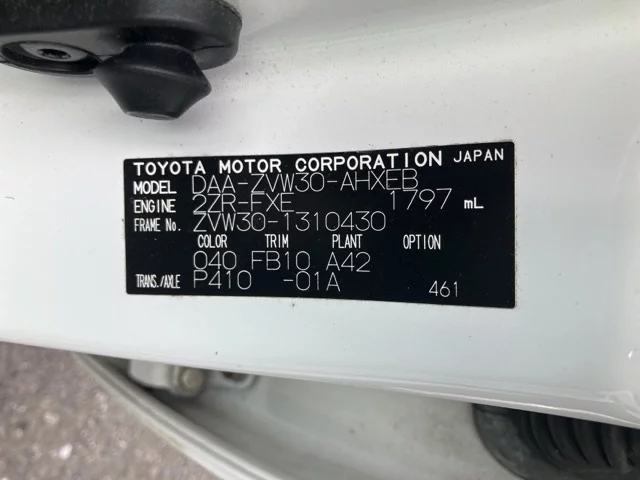 TOYOTA MOTOR CORPORATION JAPAN
MODEL DAA-ZVW30-AHXEB
ENGINE 2ZR-FXE 1797 mL
FRAME No. ZVW30-1310430
COLOR TRIM PLANT OPTION
040 FB10 A42
TRANS./AXLE P410 -01A 461